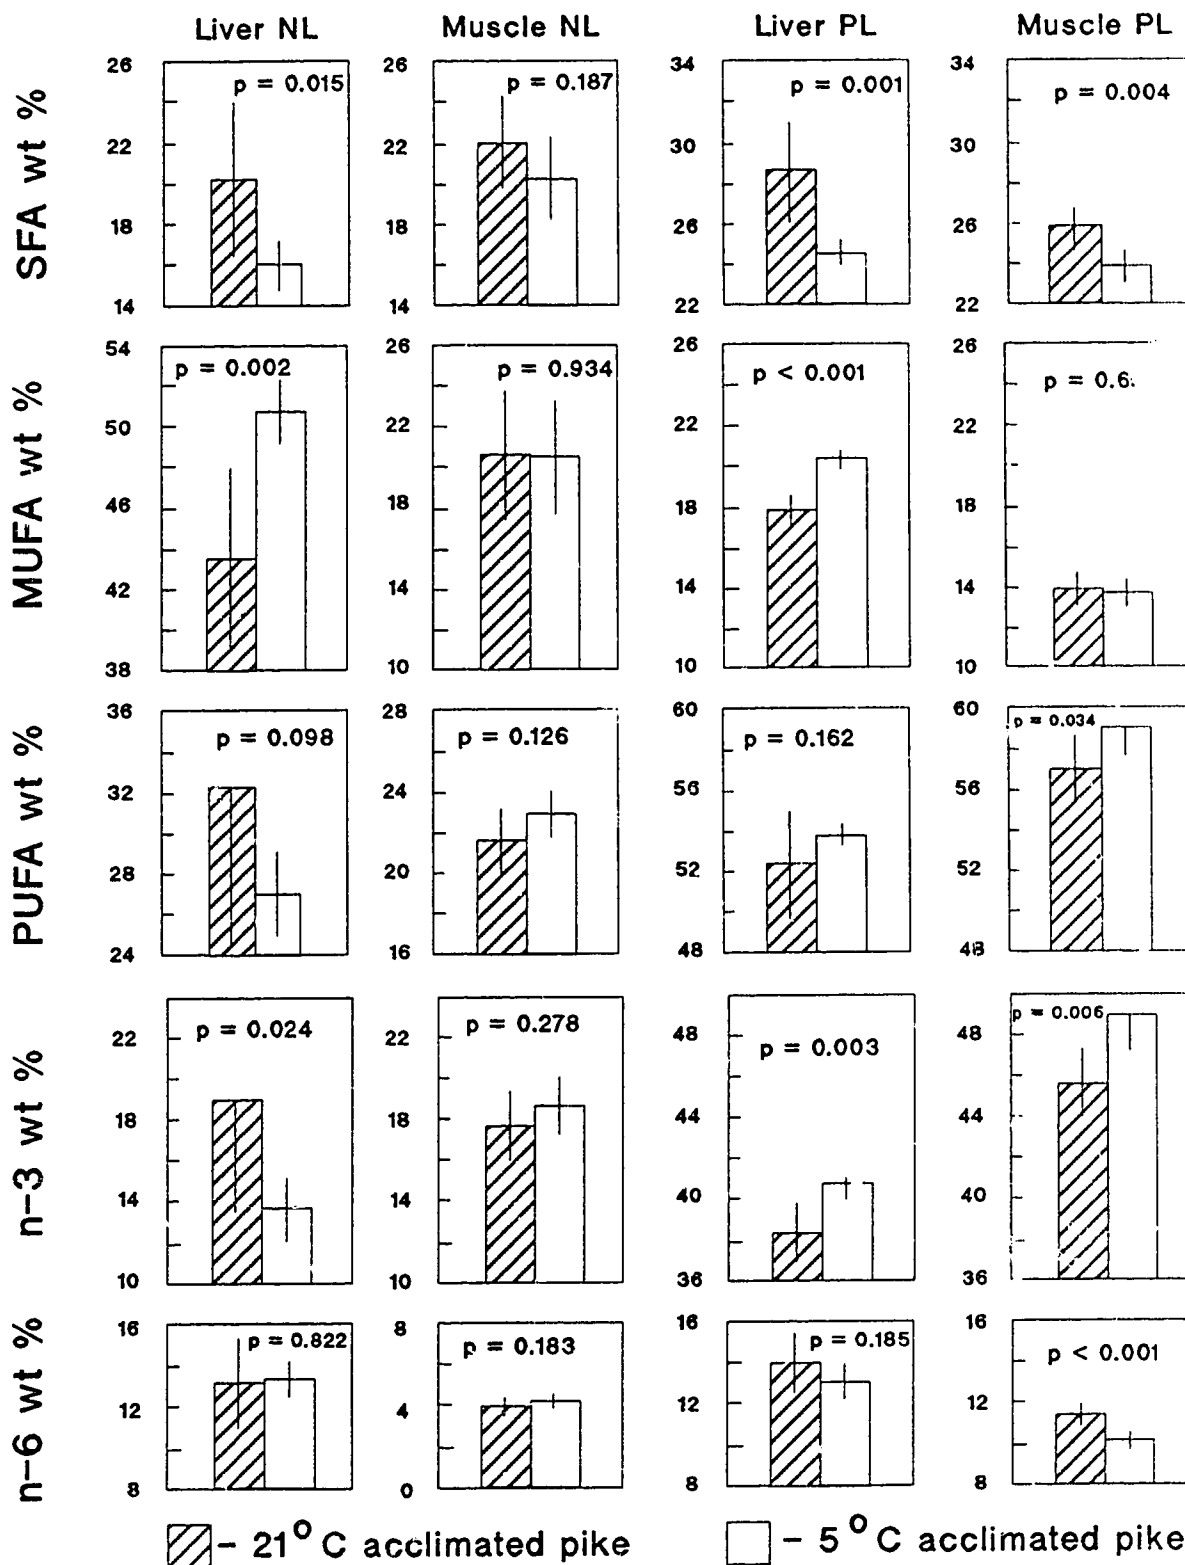 Liver NL Muscle NL Liver PL Muscle PL
SFA wt %
26 22 18 14
p = 0.015
26 22 18 14
p = 0.187
34 30 26 22
p = 0.001
34 30 26 22
p = 0.004
MUFA wt %
54 50 46 42 38
p = 0.002
26 22 18 14 10
p = 0.934
26 22 18 14 10
p < 0.001
26 22 18 14 10
p = 0.6
PUFA wt %
36 32 28 24
p = 0.098
28 24 20 16
p = 0.126
60 56 52 48
p = 0.162
60 56 52 48
p = 0.034
n-3 wt %
22 18 14 10
p = 0.024
22 18 14 10
p = 0.278
48 44 40 36
p = 0.003
48 44 40 36
p = 0.006
n-6 wt %
16 12 8
p = 0.822
8 4 0
p = 0.183
16 12 8
p = 0.185
16 12 8
p < 0.001
- 21°C acclimated pike - 5°C acclimated pike